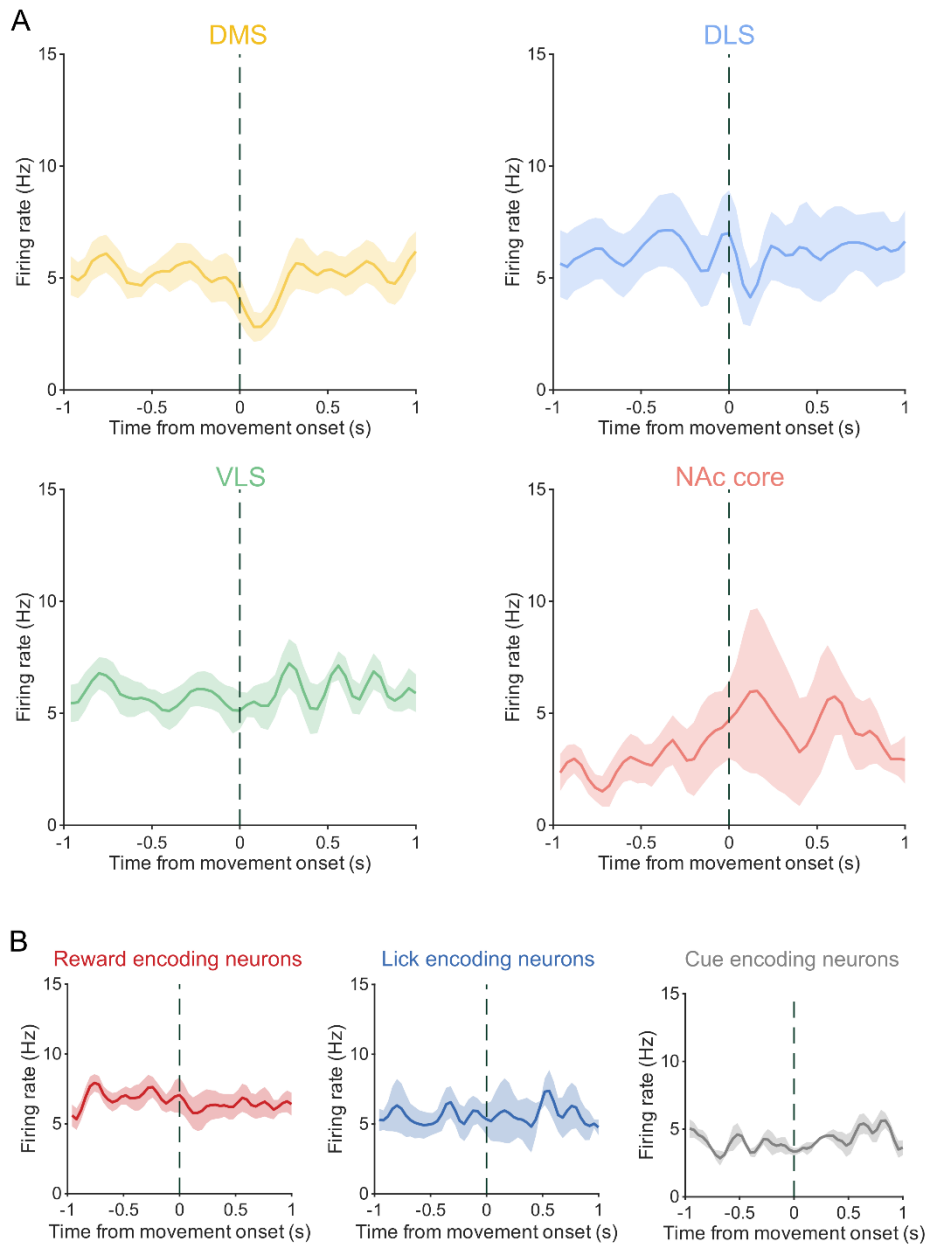 A
DMS
15
10
5
0
Firing rate (Hz)
-1 -0.5 0 0.5 1
Time from movement onset (s)
DLS
15
10
5
0
Firing rate (Hz)
-1 -0.5 0 0.5 1
Time from movement onset (s)
VLS
15
10
5
0
Firing rate (Hz)
-1 -0.5 0 0.5 1
Time from movement onset (s)
NAc core
15
10
5
0
Firing rate (Hz)
-1 -0.5 0 0.5 1
Time from movement onset (s)
B
Reward encoding neurons
15
10
5
0
Firing rate (Hz)
-1 -0.5 0 0.5 1
Time from movement onset (s)
Lick encoding neurons
15
10
5
0
Firing rate (Hz)
-1 -0.5 0 0.5 1
Time from movement onset (s)
Cue encoding neurons
15
10
5
0
Firing rate (Hz)
-1 -0.5 0 0.5 1
Time from movement onset (s)